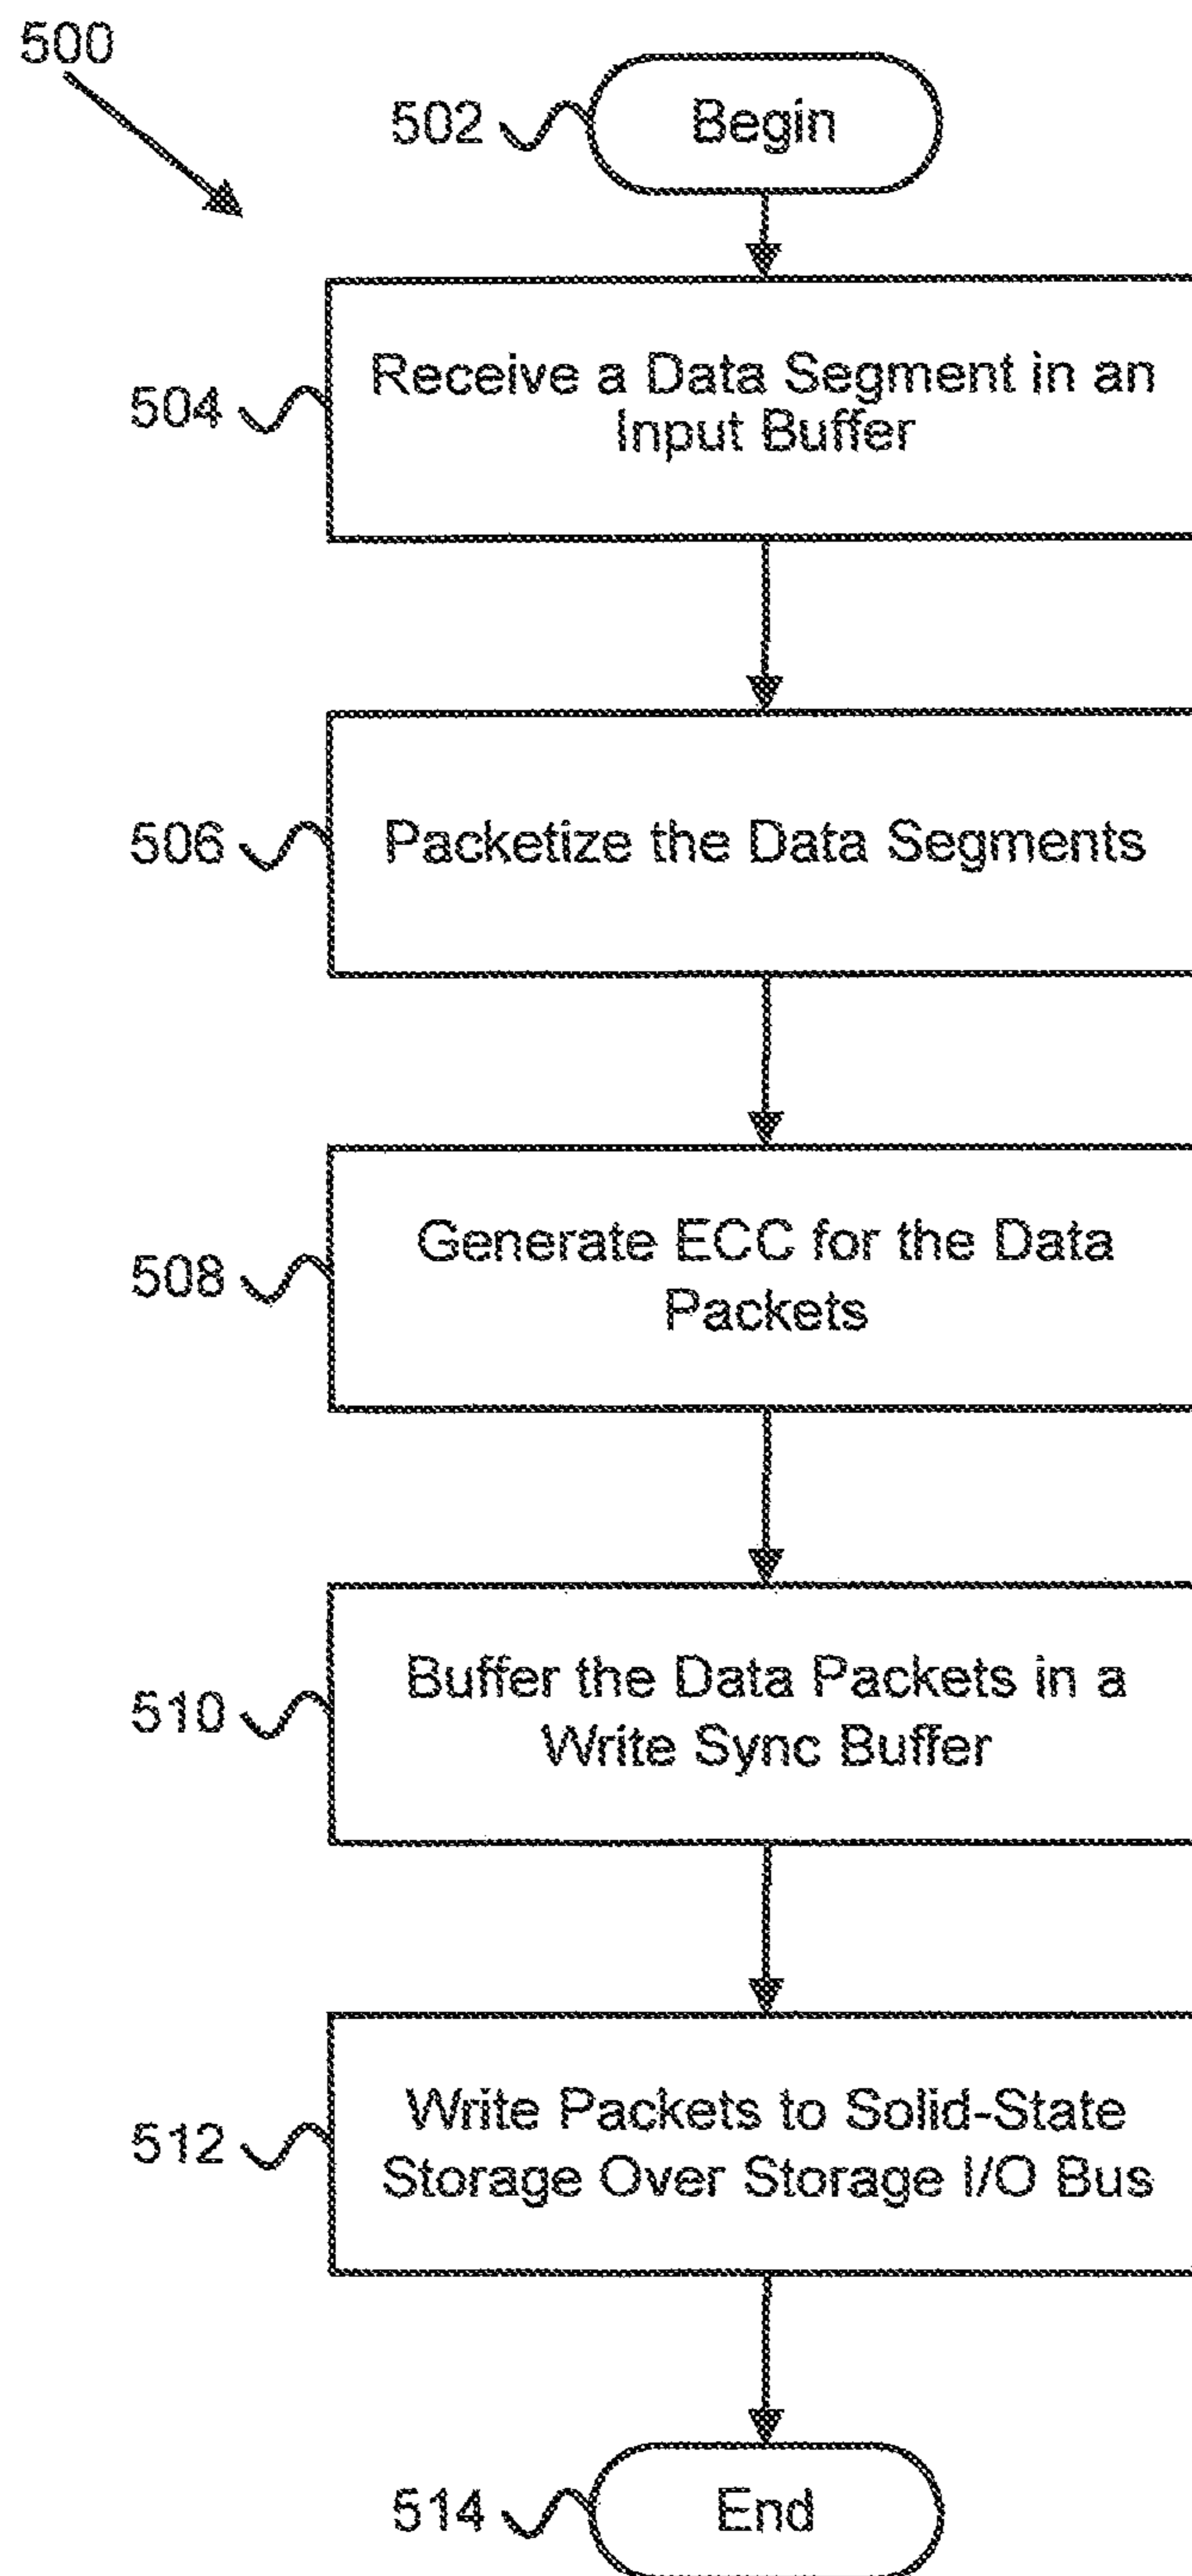 500
502
Begin
504
Receive a Data Segment in an
Input Buffer
506
Packetize the Data Segments
508
Generate ECC for the Data
Packets
510
Buffer the Data Packets in a
Write Sync Buffer
512
Write Packets to Solid-State
Storage Over Storage I/O Bus
514
End